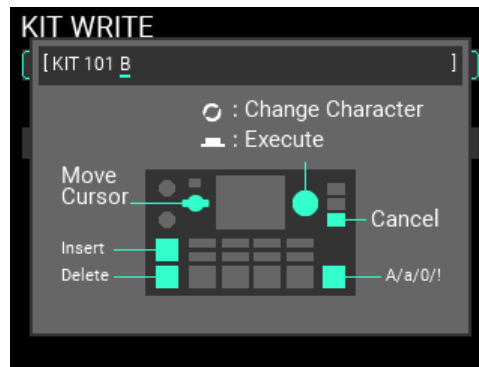 KIT WRITE
[ KIT 101 B ]
: Change Character
: Execute
Move
Cursor
Cancel
Insert
Delete
A/a/0/!